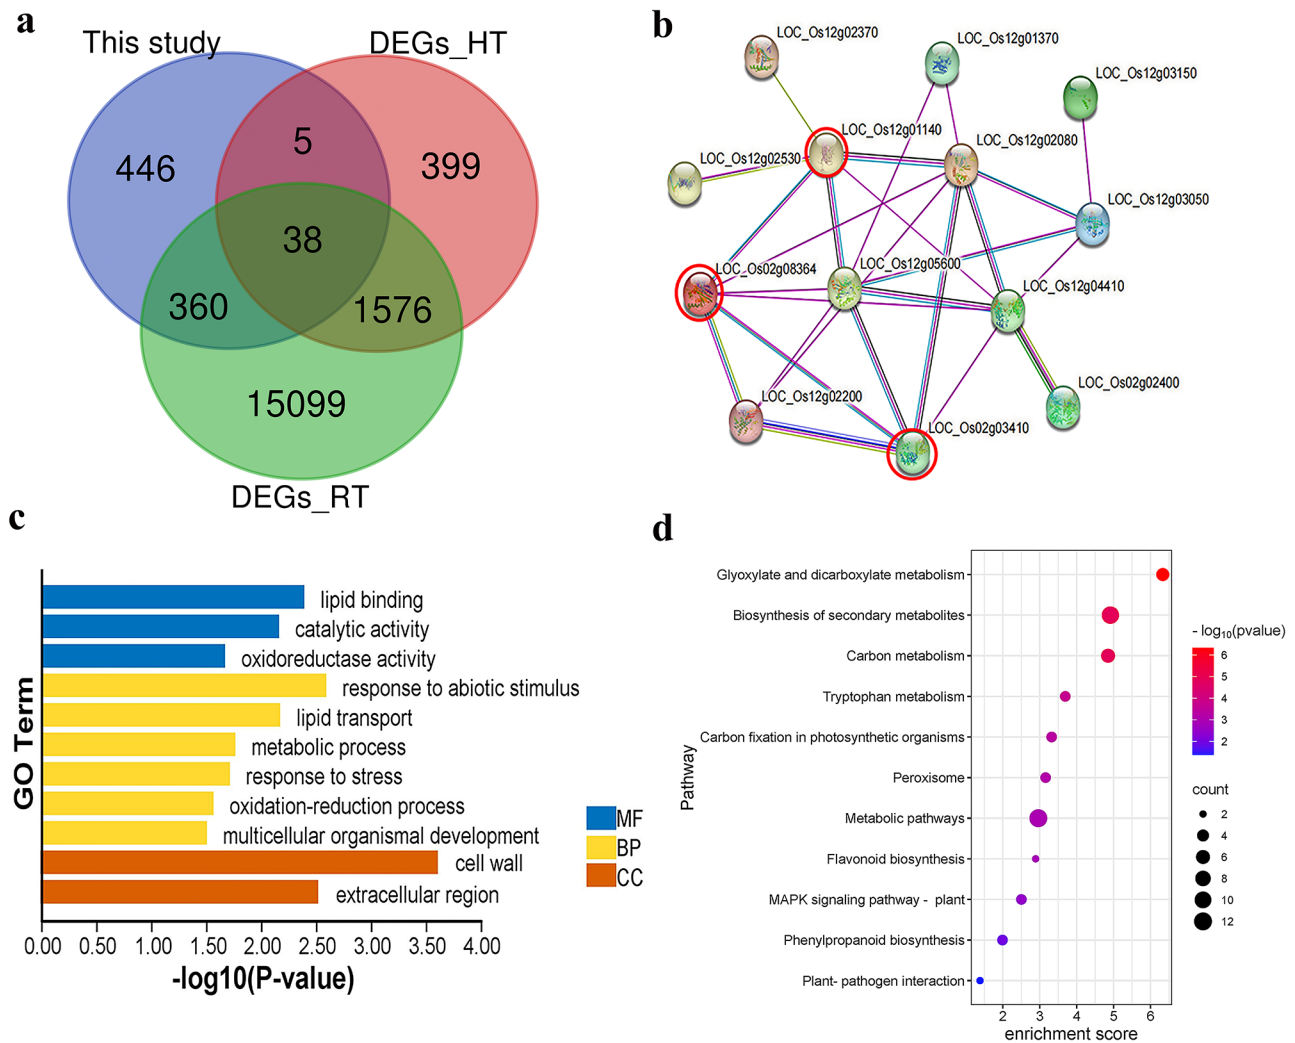 a
This study
DEGs_HT
446
5
399
38
360
1576
15099
DEGs_RT
b
LOC_Os12g02370
LOC_Os12g01370
LOC_Os12g03150
LOC_Os12g01140
LOC_Os12g02080
LOC_Os12g02530
LOC_Os12g03050
LOC_Os02g08364
LOC_Os12g05600
LOC_Os12g04410
LOC_Os02g02400
LOC_Os12g02200
LOC_Os02g03410
c
GO Term
lipid binding
catalytic activity
oxidoreductase activity
response to abiotic stimulus
lipid transport
metabolic process
response to stress
oxidation-reduction process
multicellular organismal development
cell wall
extracellular region
MF
BP
CC
0.00 0.50 1.00 1.50 2.00 2.50 3.00 3.50 4.00
-log10(P-value)
d
Pathway
Glyoxylate and dicarboxylate metabolism
Biosynthesis of secondary metabolites
Carbon metabolism
Tryptophan metabolism
Carbon fixation in photosynthetic organisms
Peroxisome
Metabolic pathways
Flavonoid biosynthesis
MAPK signaling pathway - plant
Phenylpropanoid biosynthesis
Plant- pathogen interaction
2 3 4 5 6
enrichment score
- log10(pvalue)
6
5
4
3
2
count
2
4
6
8
10
12